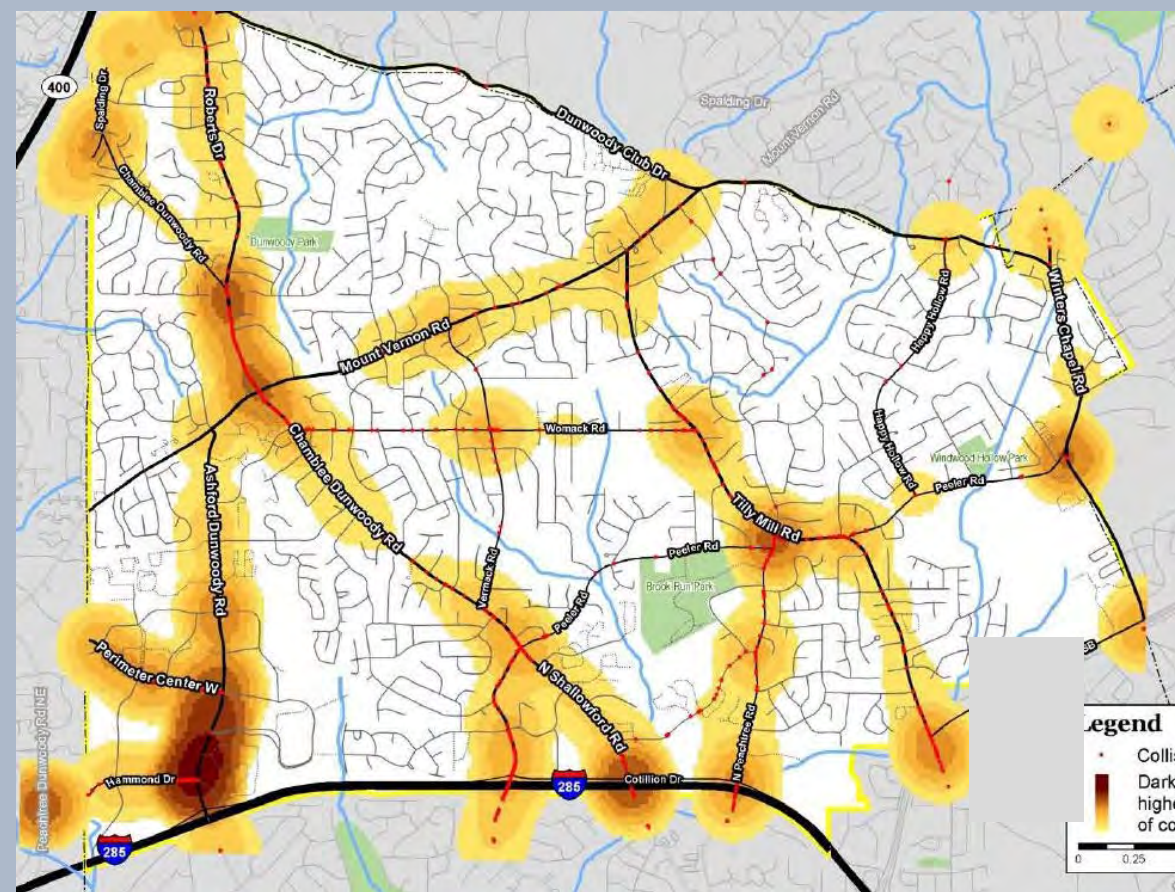 400
Spalding Dr
Roberts Dr
Chamblee Dunwoody Rd
Dunwoody Park
Dunwoody Club Dr
Spalding Dr
Mount Vernon Rd
Mount Vernon Rd
Happy Hollow Rd
Winters Chapel Rd
Womack Rd
Happy Hollow Rd
Windwood Hollow Park
Peeler Rd
Ashford Dunwoody Rd
Chamblee Dunwoody Rd
Tilly Mill Rd
Vermack Rd
Peeler Rd
Brook Run Park
Peeler Rd
Perimeter Center W
N Shallowford Rd
N Peachtree Rd
Peachtree Dunwoody Rd NE
Hammond Dr
Cotillion Dr
285
285
Legend
Collis
Dark
highe
of co
0 0.25